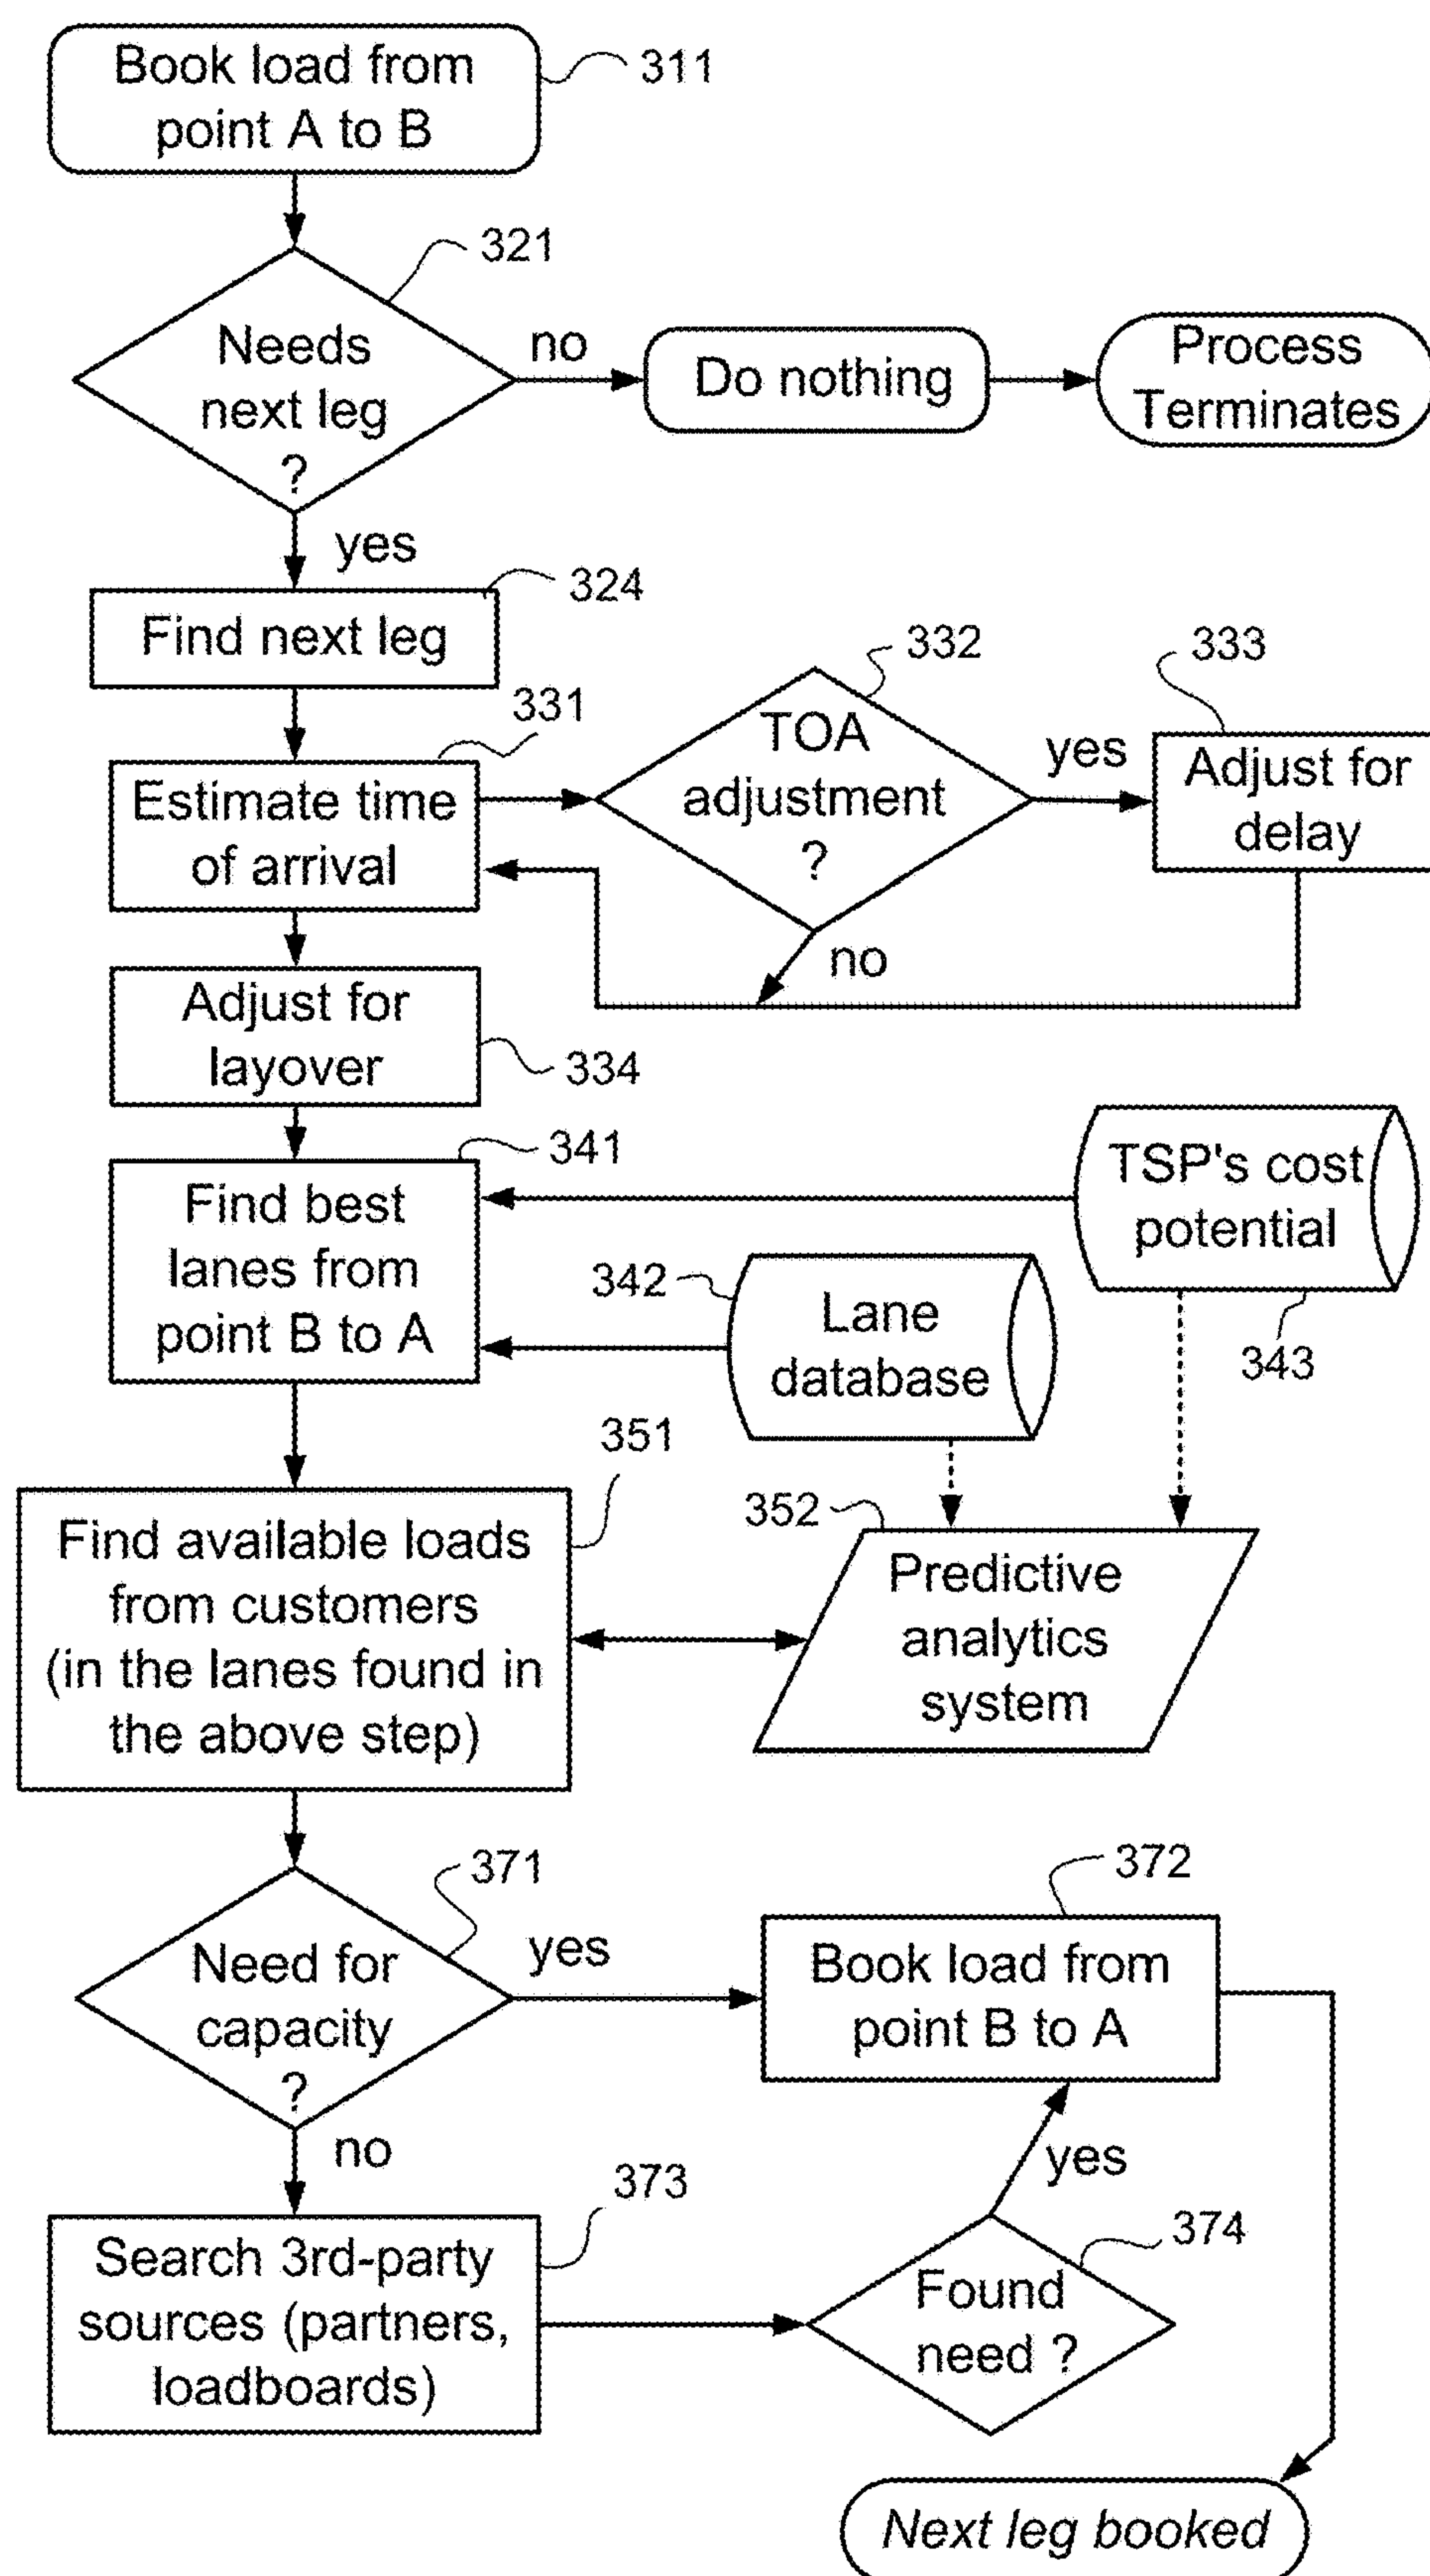 Book load from
point A to B
311
321
Needs
next leg
?
no
Do nothing
Process
Terminates
yes
324
Find next leg
331
332
333
Estimate time
of arrival
TOA
adjustment
?
yes
Adjust for
delay
no
Adjust for
layover
334
341
Find best
lanes from
point B to A
TSP's cost
potential
342
Lane
database
343
351
Find available loads
from customers
(in the lanes found in
the above step)
352
Predictive
analytics
system
371
Need for
capacity
?
yes
372
Book load from
point B to A
no
yes
373
Search 3rd-party
sources (partners,
loadboards)
374
Found
need ?
Next leg booked